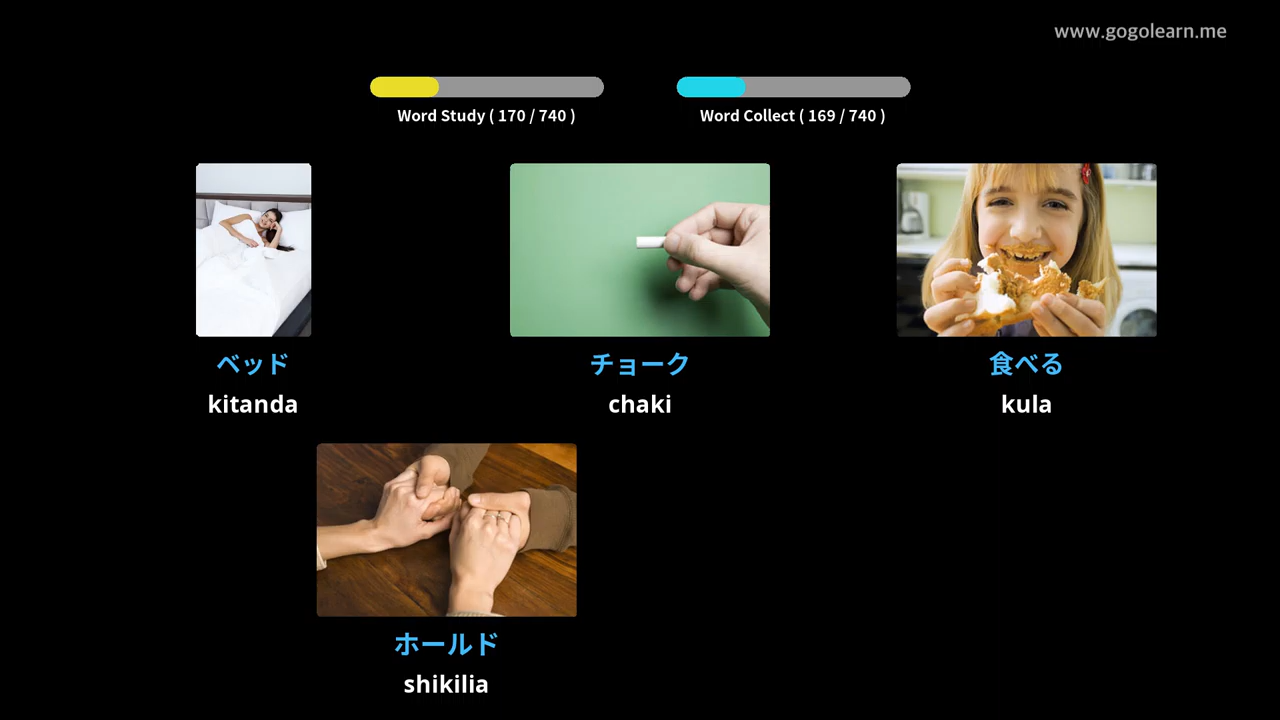 www.gogolearn.me
Word Study ( 170 / 740 )
Word Collect ( 169 / 740 )
ベッド
kitanda
チョーク
chaki
食べる
kula
ホールド
shikilia